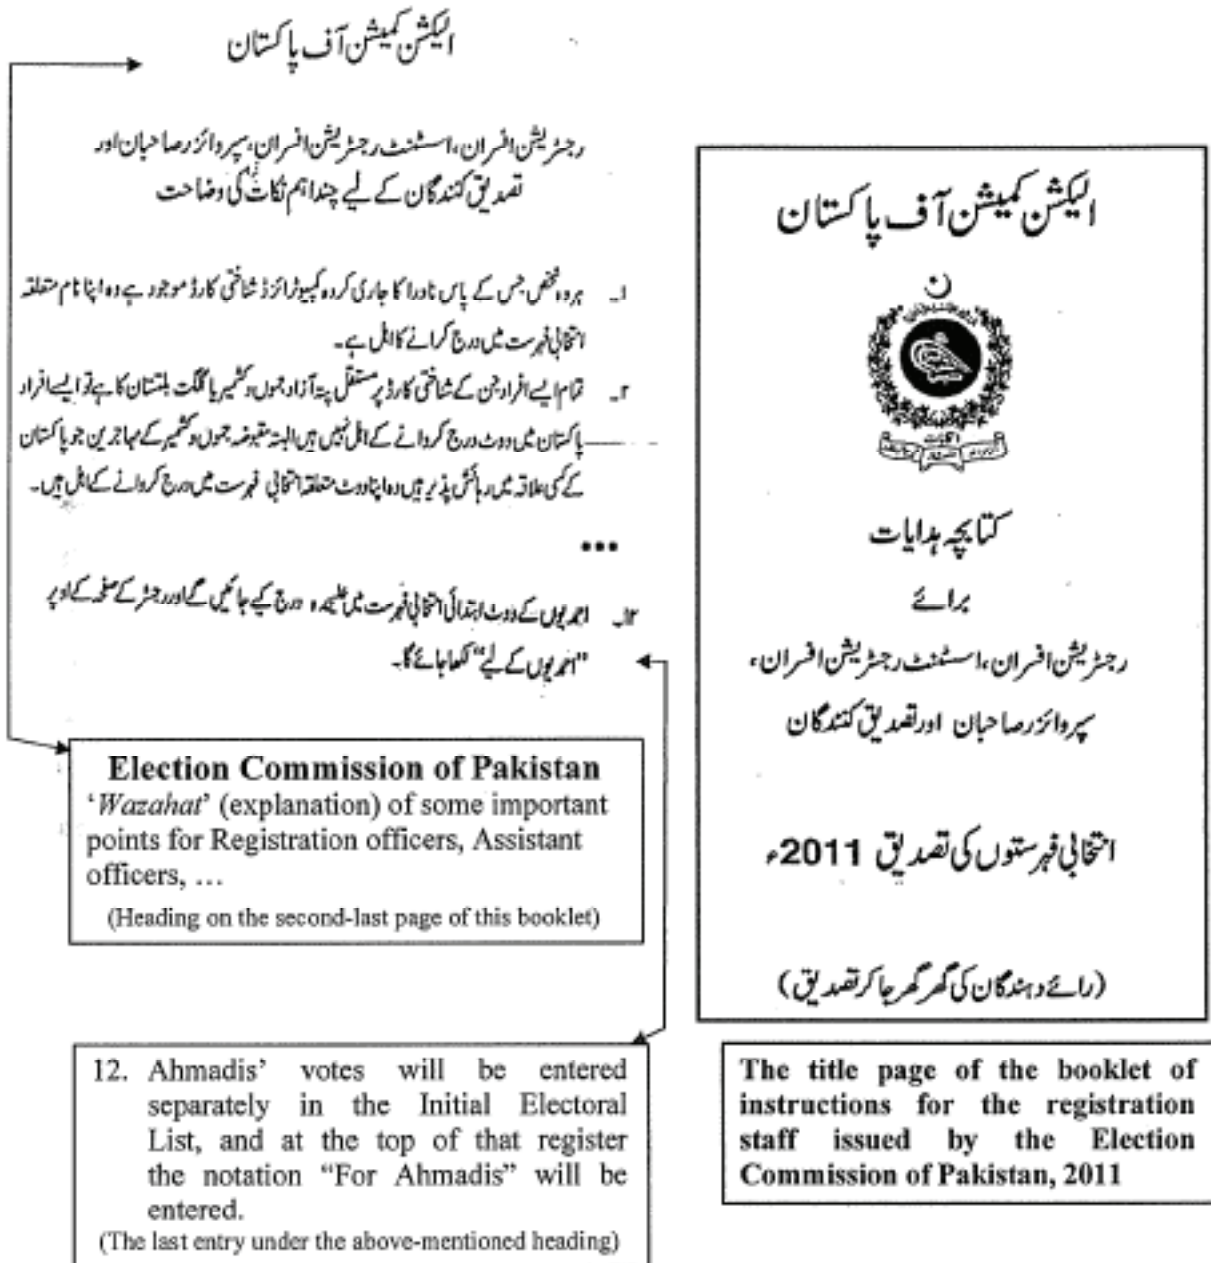 الیکشن کمیشن آف پاکستان
رجسٹریشن افسران، اسسٹنٹ رجسٹریشن افسران، سپروائزر صاحبان اور
تصدیق کنندگان کے لیے چند اہم نکات کی وضاحت
۱۔ ہر وہ شخص جس کے پاس نادرا کا جاری کردہ کمپیوٹرائزڈ شناختی کارڈ موجود ہے وہ اپنا نام متعلقہ
انتخابی فہرست میں درج کرانے کا اہل ہے۔
۲۔ تمام ایسے افراد جن کے شناختی کارڈ پر مستقل پتہ آزاد جموں و کشمیر یا گلگت بلتستان کا ہے تو ایسے افراد
پاکستان میں ووٹ درج کروانے کے اہل نہیں ہیں البتہ مقبوضہ جموں و کشمیر کے مہاجرین جو پاکستان
کے کسی علاقہ میں رہائش پذیر ہیں وہ اپنا ووٹ متعلقہ انتخابی فہرست میں درج کروانے کے اہل ہیں۔
•••
۱۲۔ احمدیوں کے ووٹ ابتدائی انتخابی فہرست میں علیحدہ درج کیے جائیں گے اور رجسٹر کے صفحہ کے اوپر
"احمدیوں کے لیے" لکھا جائے گا۔
Election Commission of Pakistan
‘Wazahat’ (explanation) of some important
points for Registration officers, Assistant
officers, …
(Heading on the second-last page of this booklet)
12. Ahmadis’ votes will be entered
separately in the Initial Electoral
List, and at the top of that register
the notation “For Ahmadis” will be
entered.
(The last entry under the above-mentioned heading)
الیکشن کمیشن آف پاکستان
کتابچہ ہدایات
برائے
رجسٹریشن افسران، اسسٹنٹ رجسٹریشن افسران،
سپروائزر صاحبان اور تصدیق کنندگان
انتخابی فہرستوں کی تصدیق 2011ء
(رائے دہندگان کی گھر گھر جا کر تصدیق)
The title page of the booklet of
instructions for the registration
staff issued by the Election
Commission of Pakistan, 2011